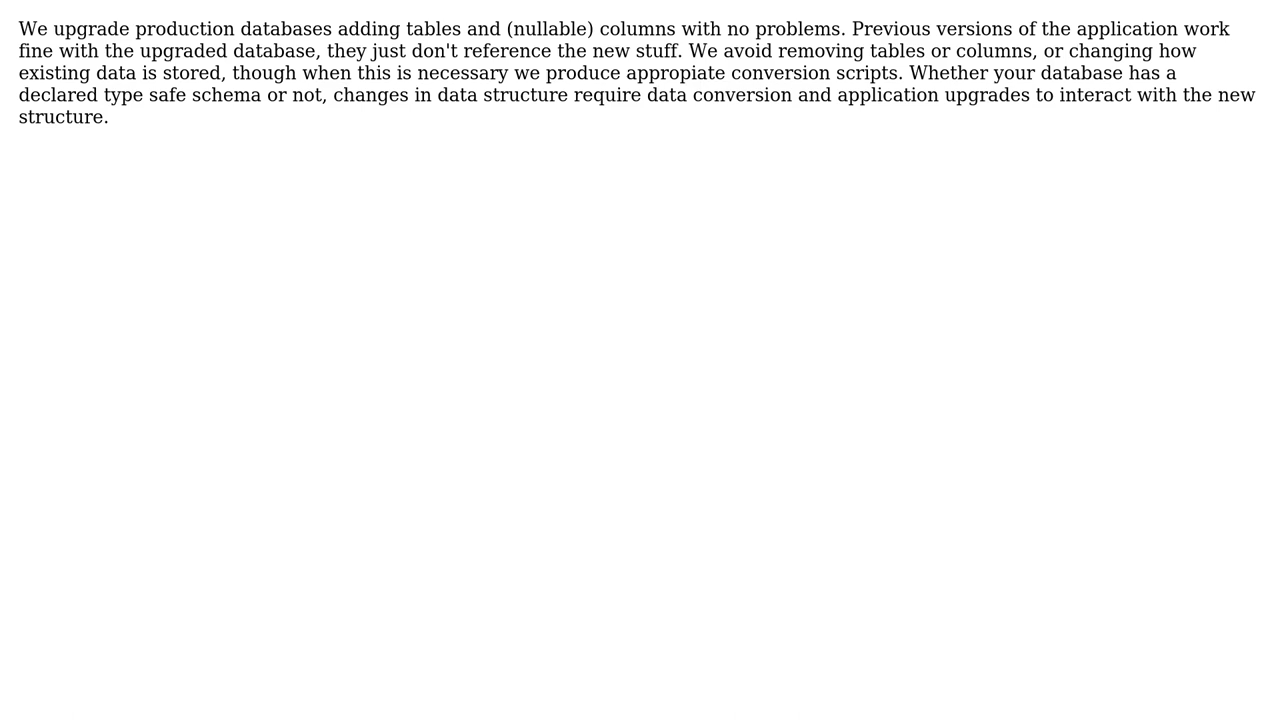 We upgrade production databases adding tables and (nullable) columns with no problems. Previous versions of the application work
fine with the upgraded database, they just don't reference the new stuff. We avoid removing tables or columns, or changing how
existing data is stored, though when this is necessary we produce appropiate conversion scripts. Whether your database has a
declared type safe schema or not, changes in data structure require data conversion and application upgrades to interact with the new
structure.